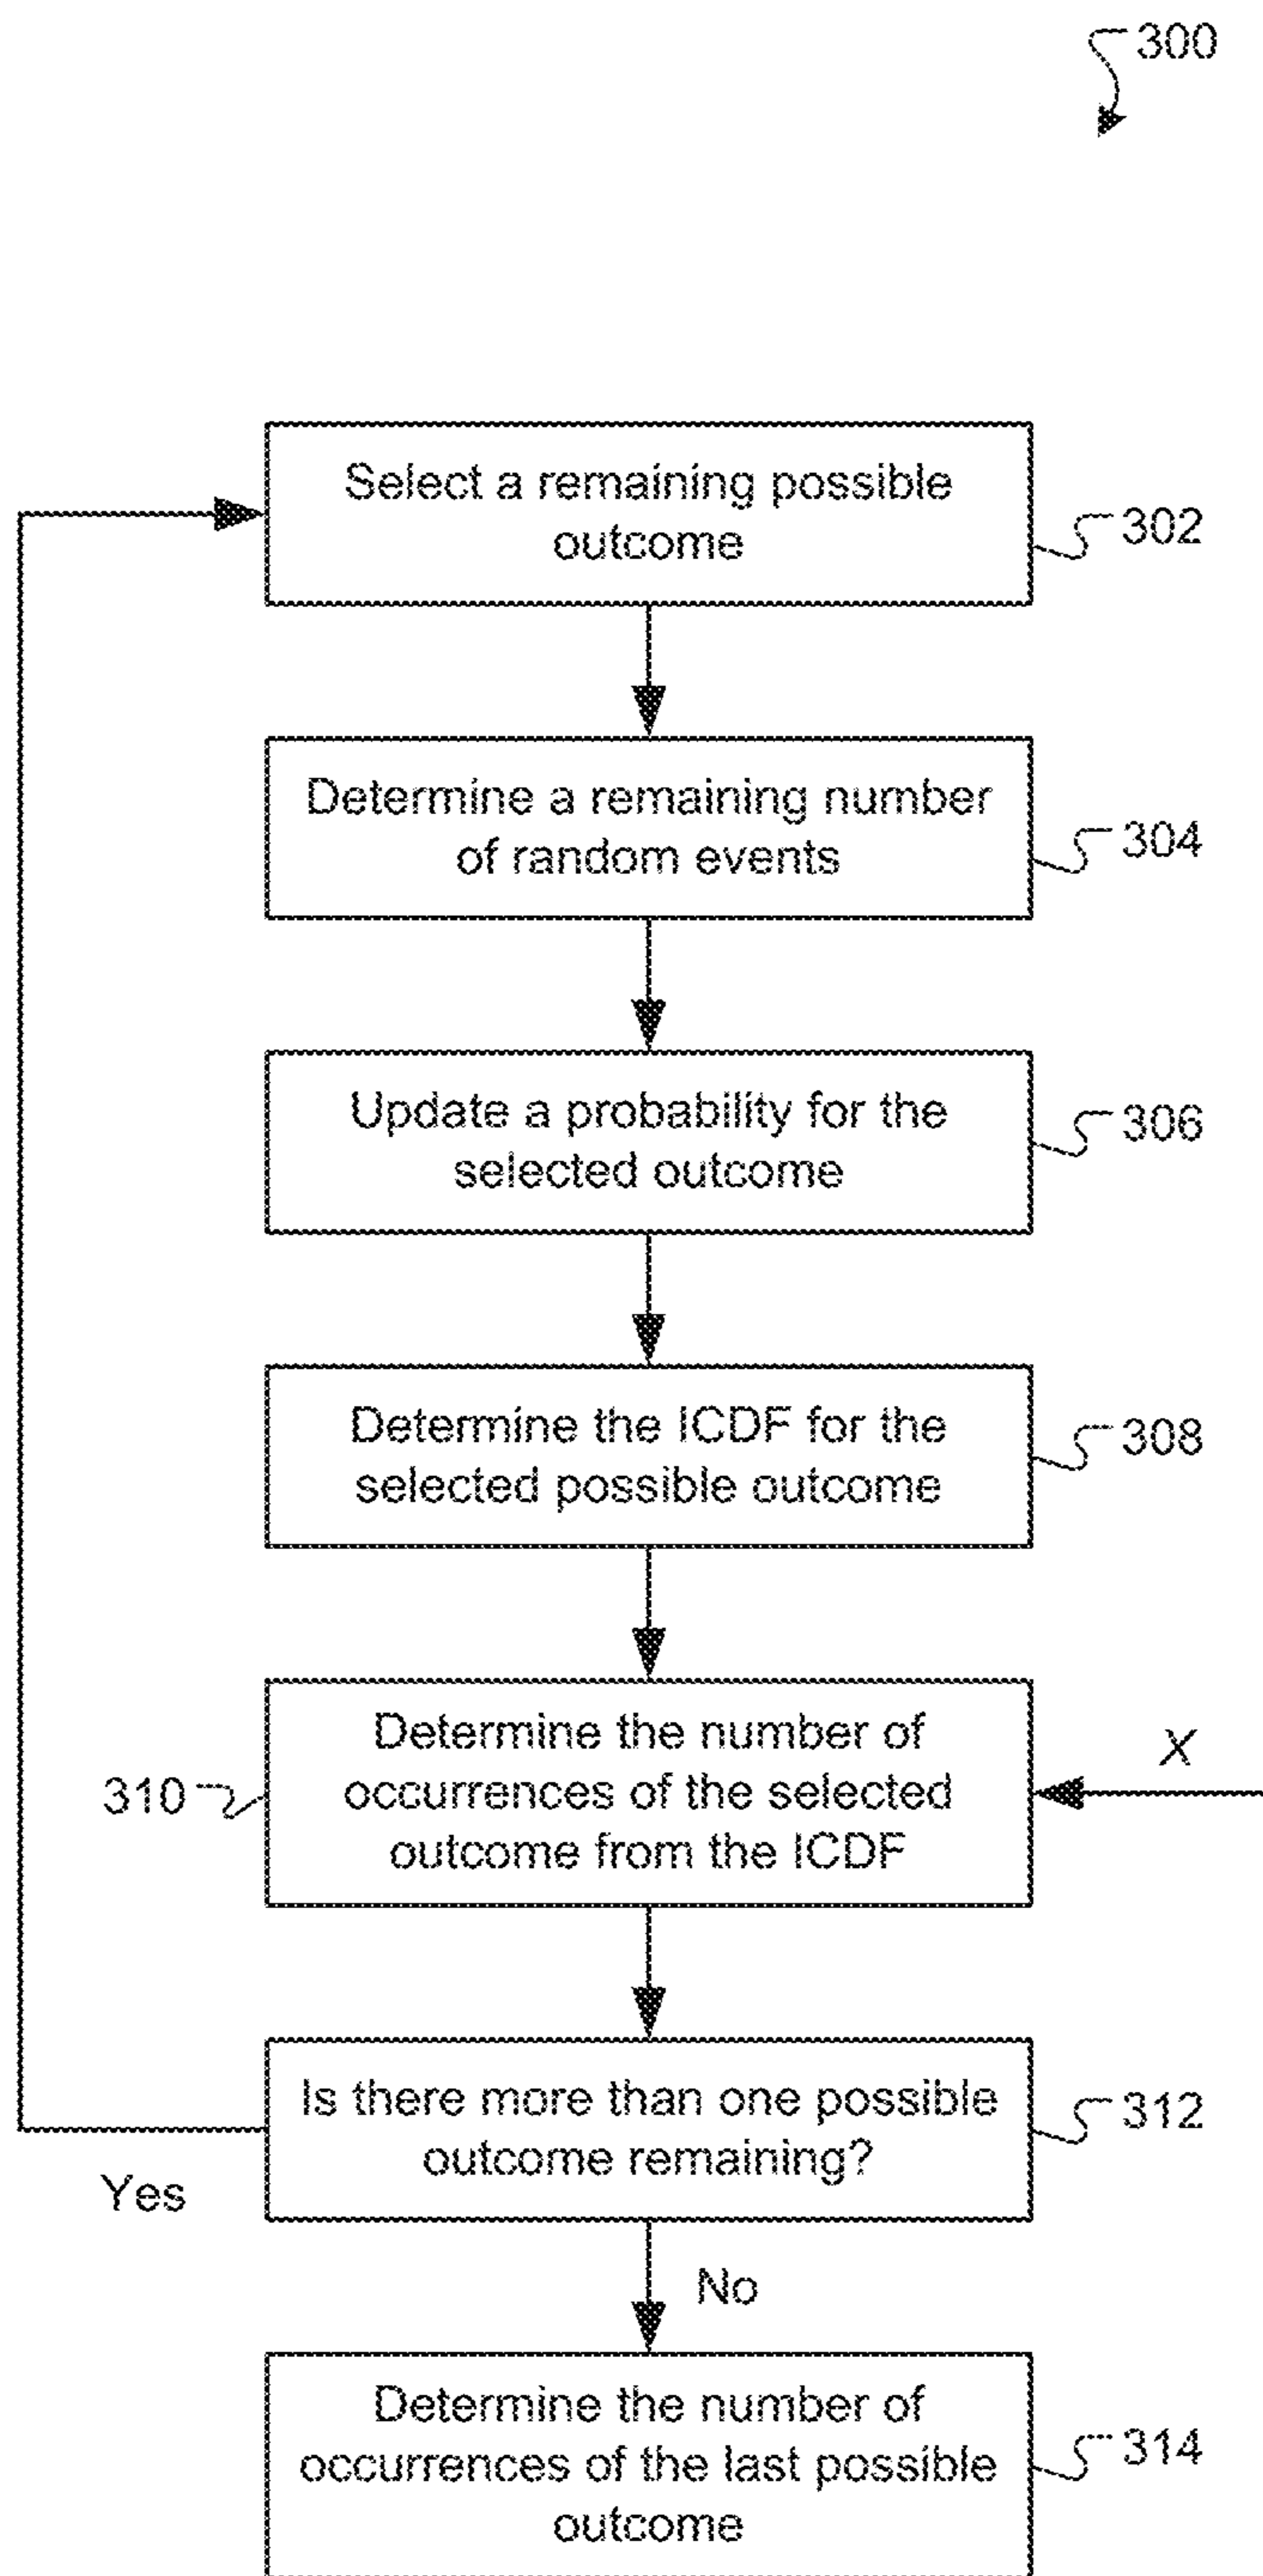 300
Select a remaining possible
outcome
302
Determine a remaining number
of random events
304
Update a probability for the
selected outcome
306
Determine the ICDF for the
selected possible outcome
308
Determine the number of
occurrences of the selected
outcome from the ICDF
310
X
Is there more than one possible
outcome remaining?
312
Yes
No
Determine the number of
occurrences of the last possible
outcome
314